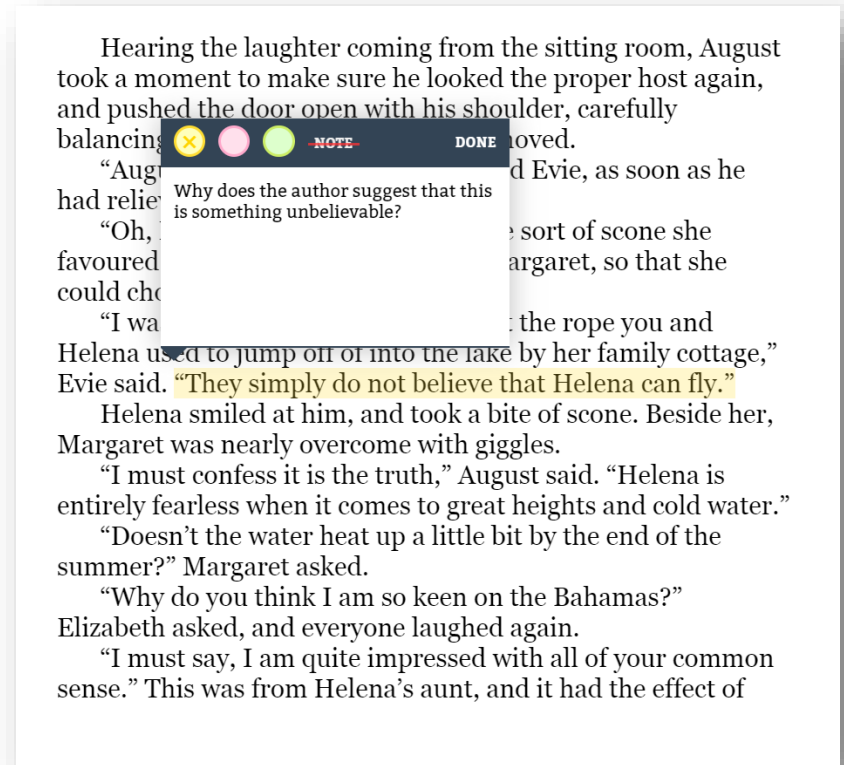 Hearing the laughter coming from the sitting room, August
took a moment to make sure he looked the proper host again,
and pushed the door open with his shoulder, carefully
balancing
NOTE DONE
“Aug d Evie, as soon as he
had relie
Why does the author suggest that this
is something unbelievable?
“Oh, sort of scone she
favoured argaret, so that she
could cho
“I wa the rope you and
Helena used to jump off of into the lake by her family cottage,”
Evie said. “They simply do not believe that Helena can fly.”
Helena smiled at him, and took a bite of scone. Beside her,
Margaret was nearly overcome with giggles.
“I must confess it is the truth,” August said. “Helena is
entirely fearless when it comes to great heights and cold water.”
“Doesn’t the water heat up a little bit by the end of the
summer?” Margaret asked.
“Why do you think I am so keen on the Bahamas?”
Elizabeth asked, and everyone laughed again.
“I must say, I am quite impressed with all of your common
sense.” This was from Helena’s aunt, and it had the effect of